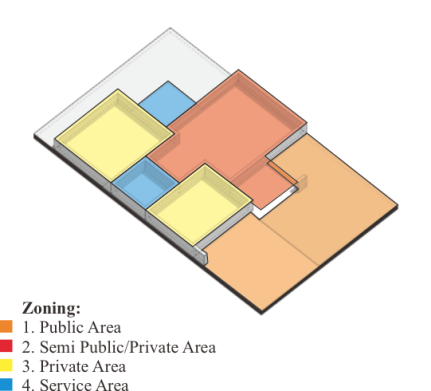 Zoning:
1. Public Area
2. Semi Public/Private Area
3. Private Area
4. Service Area